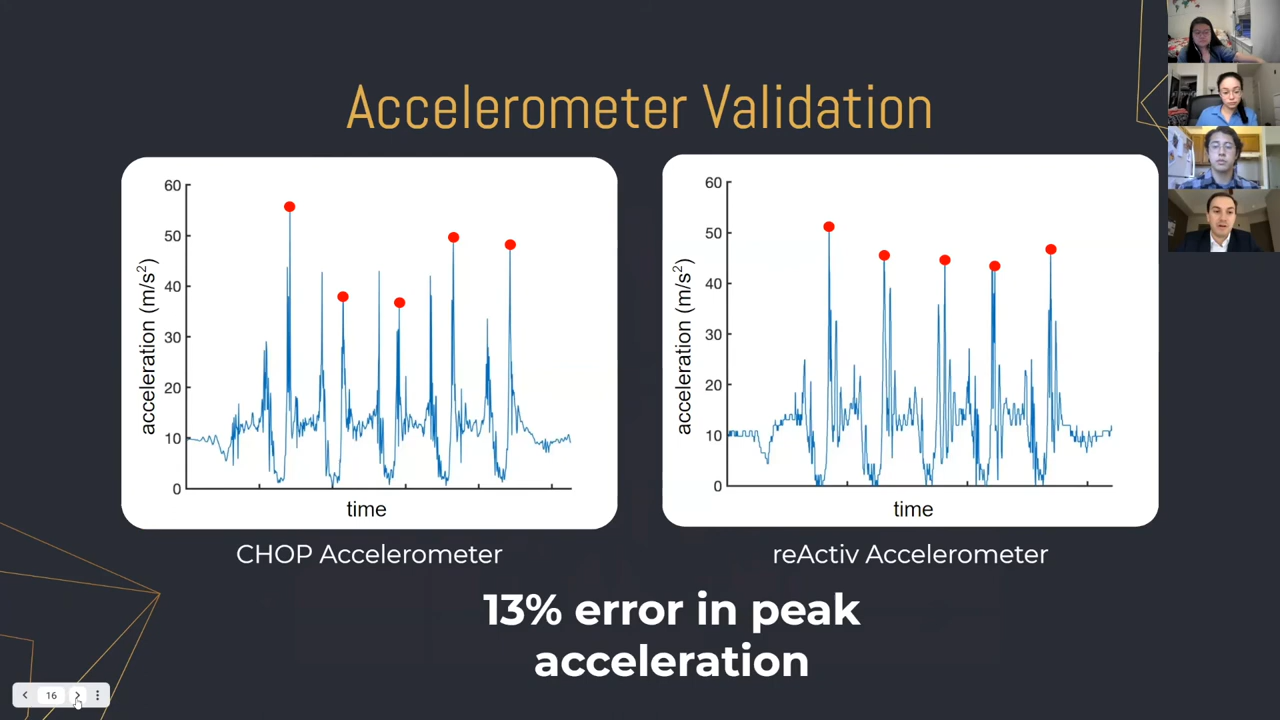 Accelerometer Validation
60
50
40
30
20
10
0
acceleration (m/s²)
time
60
50
40
30
20
10
0
acceleration (m/s²)
time
CHOP Accelerometer
reActiv Accelerometer
13% error in peak
acceleration
16